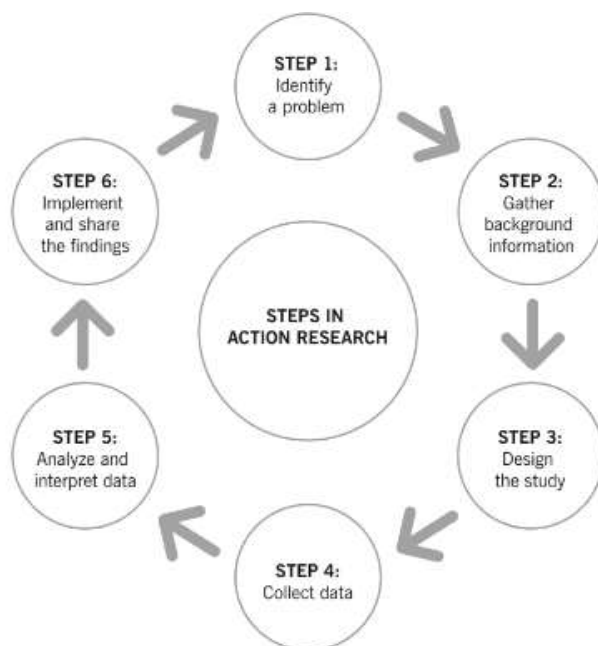 STEP 1:
Identify
a problem
STEP 2:
Gather
background
information
STEP 3:
Design
the study
STEP 4:
Collect data
STEP 5:
Analyze and
interpret data
STEP 6:
Implement
and share
the findings
STEPS IN
ACTION RESEARCH